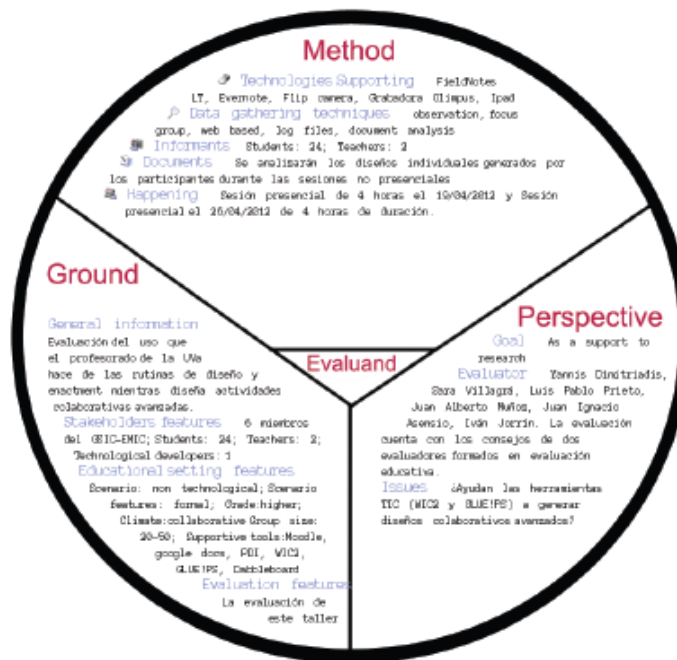 Method
Technologies Supporting FieldNotes
LT, Evernote, Flip camera, Grabadora Olimpus, Ipad
Data gathering techniques observation, focus
group, web based, log files, document analysis
Informants Students: 24; Teachers: 2
Documents Se analizarán los diseños individuales generados por
los participantes durante las sesiones no presenciales
Happening Sesión presencial de 4 horas el 19/04/2012 y Sesión
presencial el 26/04/2012 de 4 horas de duración.
Ground
General information
Evaluación del uso que
el profesorado de la UVa
hace de las rutinas de diseño y
enactment mientras diseña actividades
colaborativas avanzadas.
Stakeholders features 6 miembros
del GSIC-EMIC; Students: 24; Teachers: 2;
Technological developers: 1
Educational setting features
Scenario: non technological; Scenario
features: formal; Grade: higher;
Climate: collaborative Group size:
20-50; Supportive tools: Moodle,
google docs, PDI, WIC2,
GLUE!PS, Dabbleboard
Evaluation features
La evaluación de
este taller
Evaluand
Perspective
Goal As a support to
research
Evaluator Yannis Dimitriadis,
Sara Villagrá, Luis Pablo Prieto,
Juan Alberto Muñoz, Juan Ignacio
Asensio, Iván Jorrín. La evaluación
cuenta con los consejos de dos
evaluadores formados en evaluación
educativa.
Issues ¿Ayudan las herramientas
TIC (WIC2 y GLUE!PS) a generar
diseños colaborativos avanzados?